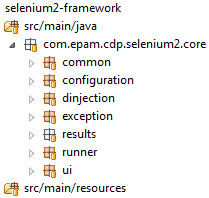 selenium2-framework
src/main/java
com.epam.cdp.selenium2.core
common
configuration
dinjection
exception
results
runner
ui
src/main/resources